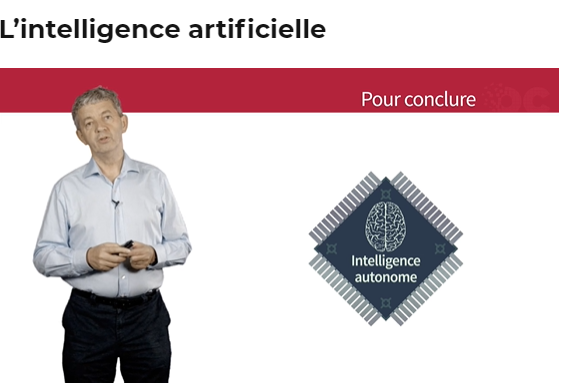 L’intelligence artificielle
Pour conclure
Intelligence
autonome